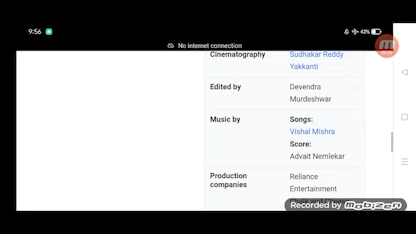 9:56
42%
No internet connection
Cinematography
Sudhakar Reddy
Yakkanti
Edited by
Devendra
Murdeshwar
Music by
Songs:
Vishal Mishra
Score:
Advait Nemlekar
Production
companies
Reliance
Entertainment
Recorded by
MOBIZEN